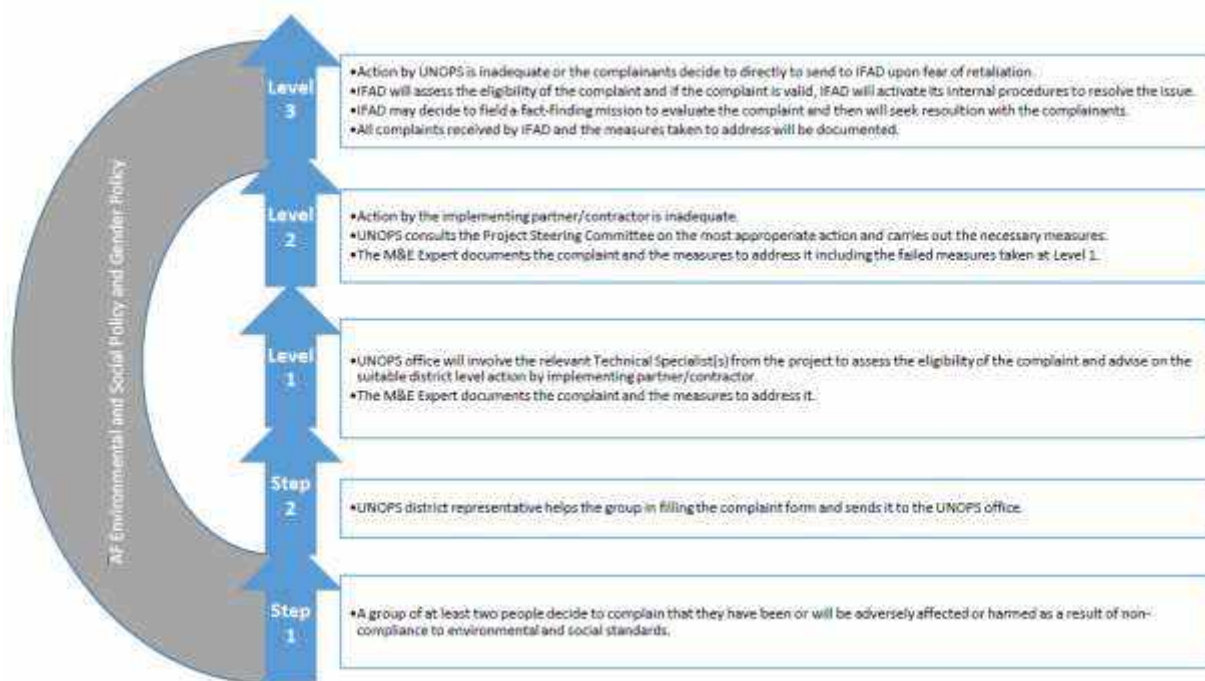 AF Environmental and Social Policy and Gender Policy
Level
3
•Action by UNOPS is inadequate or the complainants decide to directly to send to IFAD upon fear of retaliation.
•IFAD will assess the eligibility of the complaint and if the complaint is valid, IFAD will activate its internal procedures to resolve the issue.
•IFAD may decide to field a fact-finding mission to evaluate the complaint and then will seek resoultion with the complainants.
•All complaints received by IFAD and the measures taken to address will be documented.
Level
2
•Action by the implementing partner/contractor is inadequate.
•UNOPS consults the Project Steering Committee on the most approperiate action and carries out the necessary measures.
•The M&E Expert documents the complaint and the measures to address it including the failed measures taken at Level 1.
Level
1
•UNOPS office will involve the relevant Technical Specialist(s) from the project to assess the eligibility of the complaint and advise on the
suitable district level action by implementing partner/contractor.
•The M&E Expert documents the complaint and the measures to address it.
Step
2
•UNOPS district representative helps the group in filling the complaint form and sends it to the UNOPS office.
Step
1
•A group of at least two people decide to complain that they have been or will be adversely affected or harmed as a result of non-
compliance to environmental and social standards.